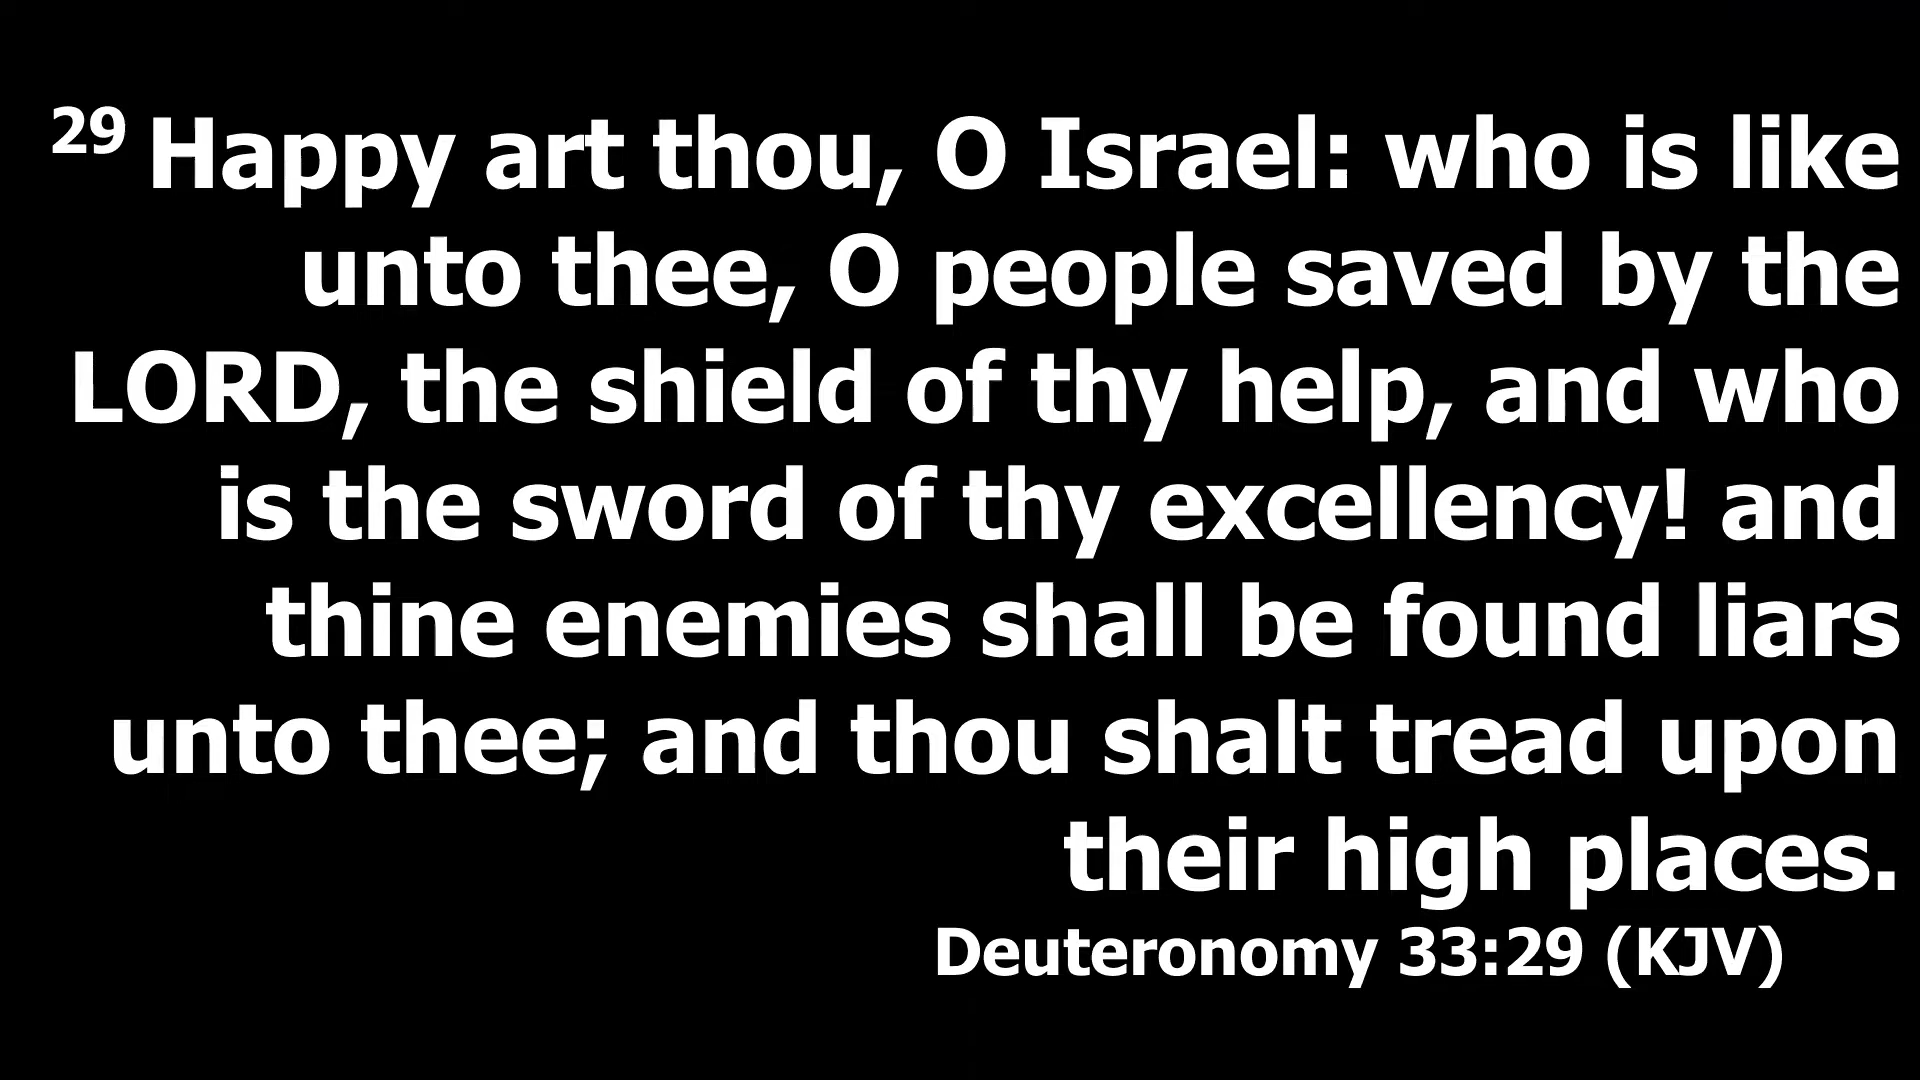 29 Happy art thou, O Israel: who is like
unto thee, O people saved by the
LORD, the shield of thy help, and who
is the sword of thy excellency! and
thine enemies shall be found liars
unto thee; and thou shalt tread upon
their high places.
Deuteronomy 33:29 (KJV)